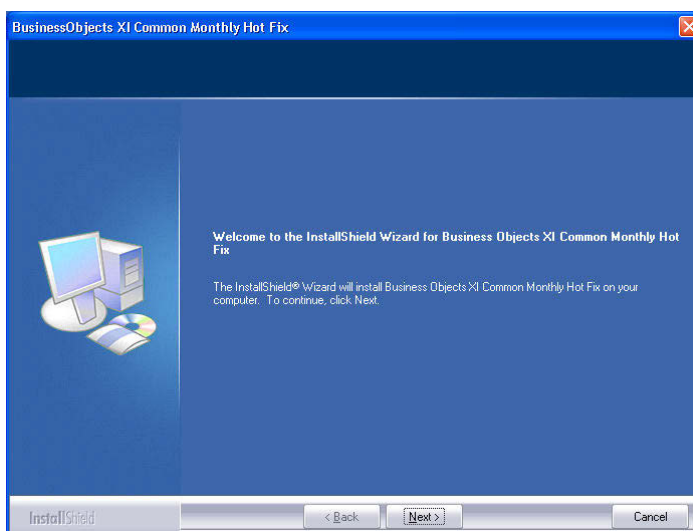 BusinessObjects XI Common Monthly Hot Fix
Welcome to the InstallShield Wizard for Business Objects XI Common Monthly Hot
Fix
The InstallShield® Wizard will install Business Objects XI Common Monthly Hot Fix on your
computer. To continue, click Next.
InstallShield
< Back
Next >
Cancel